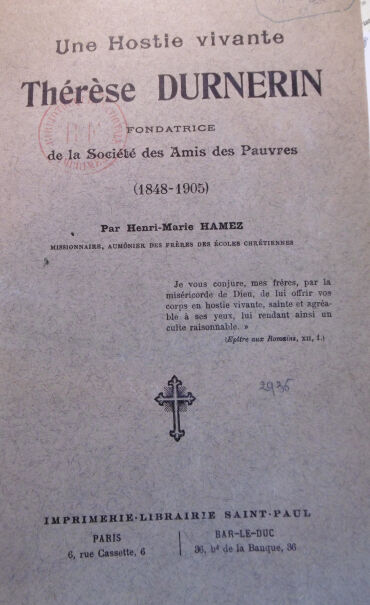 Une Hostie vivante
Thérèse DURNERIN
FONDATRICE
de la Société des Amis des Pauvres
(1848-1905)
Par Henri-Marie HAMEZ
MISSIONNAIRE, AUMÔNIER DES FRÈRES DES ÉCOLES CHRÉTIENNES
Je vous conjure, mes frères, par la
miséricorde de Dieu, de lui offrir vos
corps en hostie vivante, sainte et agréa-
ble à ses yeux, lui rendant ainsi un
culte raisonnable. »
(Epître aux Romains, XII, 1.)
2935
IMPRIMERIE-LIBRAIRIE SAINT-PAUL
PARIS
6, rue Cassette, 6
BAR-LE-DUC
36, bd de la Banque, 36